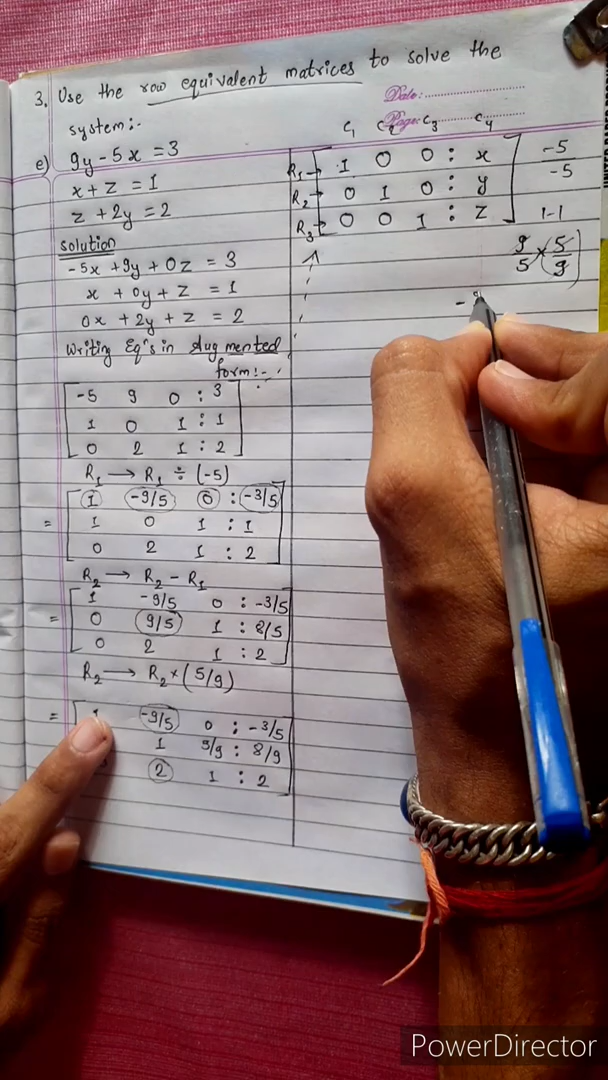 3. Use the row equivalent matrices to solve the
system:-
Date:
Page:
e) 9y - 5x = 3
x + z = 1
z + 2y = 2
Solution
-5x + 9y + 0z = 3
x + 0y + z = 1
0x + 2y + z = 2
Writing Eqⁿs in Augmented
form:-
-5 9 0 : 3
1 0 1 : 1
0 2 1 : 2
R₁ → R₁ ÷ (-5)
1 -9/5 0 : -3/5
= 1 0 1 : 1
0 2 1 : 2
R₂ → R₂ - R₁
1 -9/5 0 : -3/5
= 0 9/5 1 : 8/5
0 2 1 : 2
R₂ → R₂ × (5/9)
= -9/5 0 : -3/5
1 5/9 : 8/9
2 1 : 2
C₁ C₂ C₃ C₄
R₁ → 1 0 0 : x
R₂ → 0 1 0 : y
R₃ → 0 0 1 : z
-5
-5
1-1
9/5 × (5/9)
PowerDirector